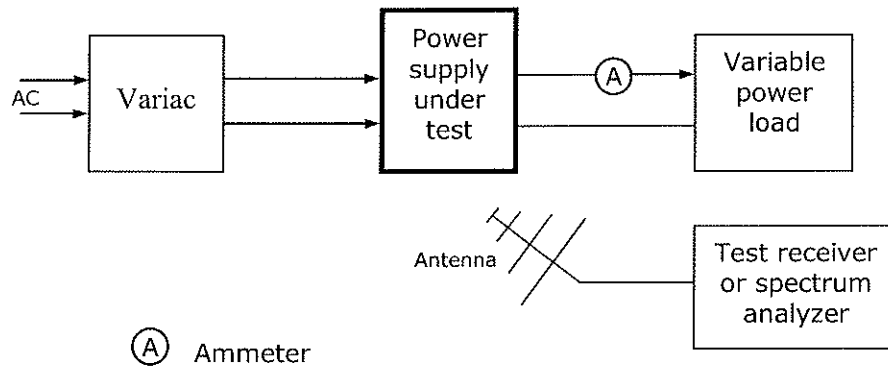 AC
Variac
Power
supply
under
test
A
Variable
power
load
Antenna
Test receiver
or spectrum
analyzer
A Ammeter